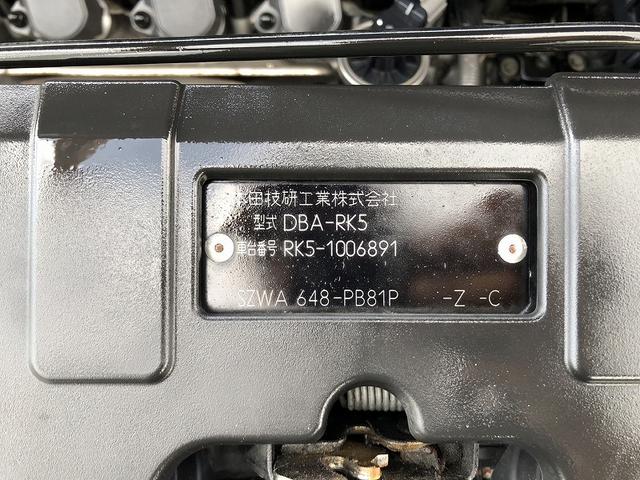 本田技研工業株式会社
型式 DBA-RK5
車台番号 RK5-1006891
SZWA 648-PB81P -Z -C